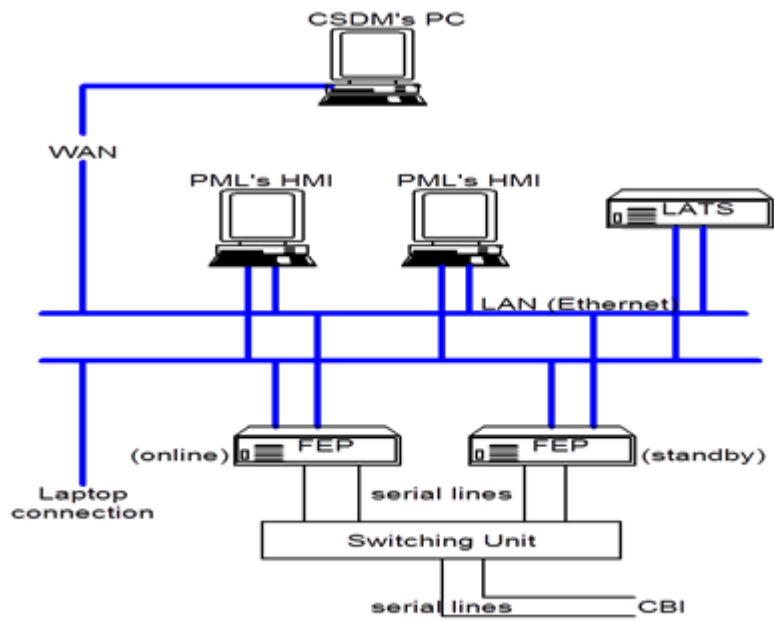 CSDM's PC
WAN
PML's HMI
PML's HMI
LATS
LAN (Ethernet)
(online)
FEP
FEP
(standby)
Laptop
connection
serial lines
Switching Unit
serial lines
CBI